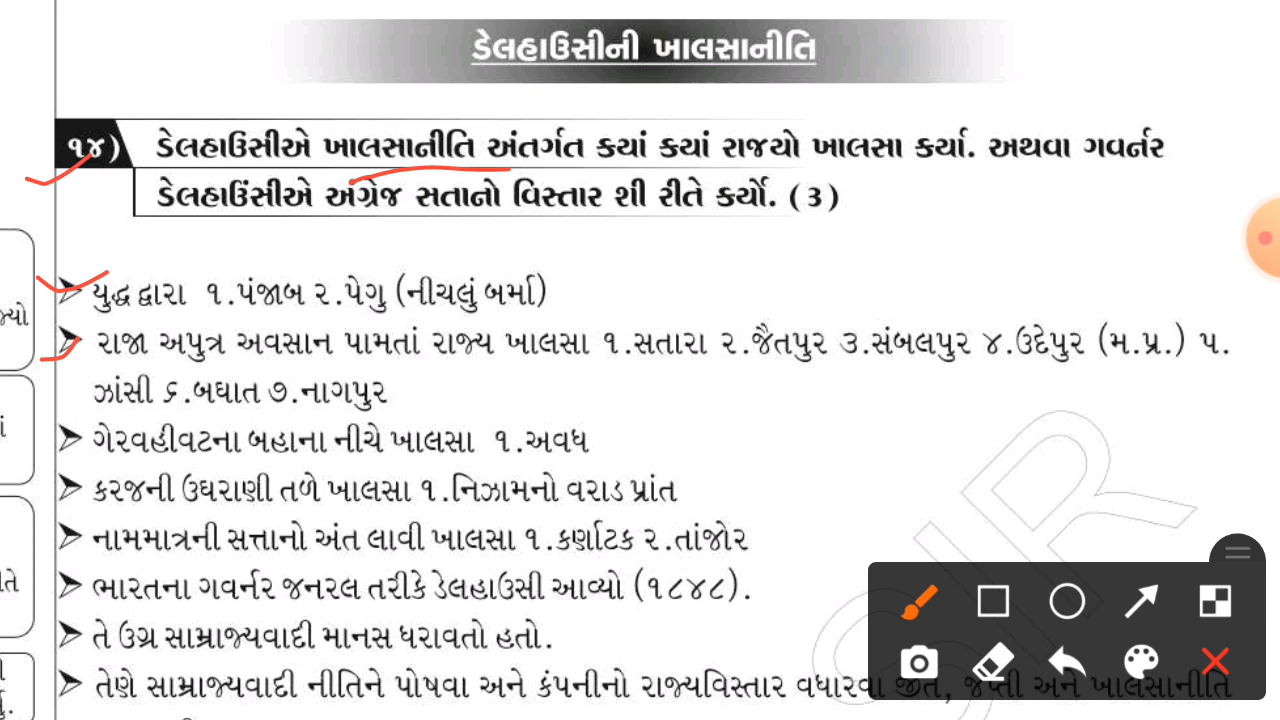 ડેલહાઉસીની ખાલસાનીતિ
૧૪) ડેલહાઉસીએ ખાલસાનીતિ અંતર્ગત કયાં કયાં રાજ્યો ખાલસા કર્યા. અથવા ગવર્નર
ડેલહાઉંસીએ અંગ્રેજ સતાનો વિસ્તાર શી રીતે કર્યો. (૩)
➢ યુદ્ધ દ્વારા ૧.પંજાબ ૨.પેગુ (નીચલું બર્મા)
➢ રાજા અપુત્ર અવસાન પામતાં રાજ્ય ખાલસા ૧.સતારા ૨.જૈતપુર ૩.સંબલપુર ૪.ઉદેપુર (મ.પ્ર.) ૫.
ઝાંસી ૬.બઘાત ૭.નાગપુર
➢ ગેરવહીવટના બહાના નીચે ખાલસા ૧.અવધ
➢ કરજની ઉઘરાણી તળે ખાલસા ૧.નિઝામનો વરાડ પ્રાંત
➢ નામમાત્રની સત્તાનો અંત લાવી ખાલસા ૧.કર્ણાટક ૨.તાંજોર
➢ ભારતના ગવર્નર જનરલ તરીકે ડેલહાઉસી આવ્યો (૧૮૪૮).
➢ તે ઉગ્ર સામ્રાજ્યવાદી માનસ ધરાવતો હતો.
➢ તેણે સામ્રાજ્યવાદી નીતિને પોષવા અને કંપનીનો રાજ્યવિસ્તાર વધારવા જીત, જપ્તી અને ખાલસાનીતિ